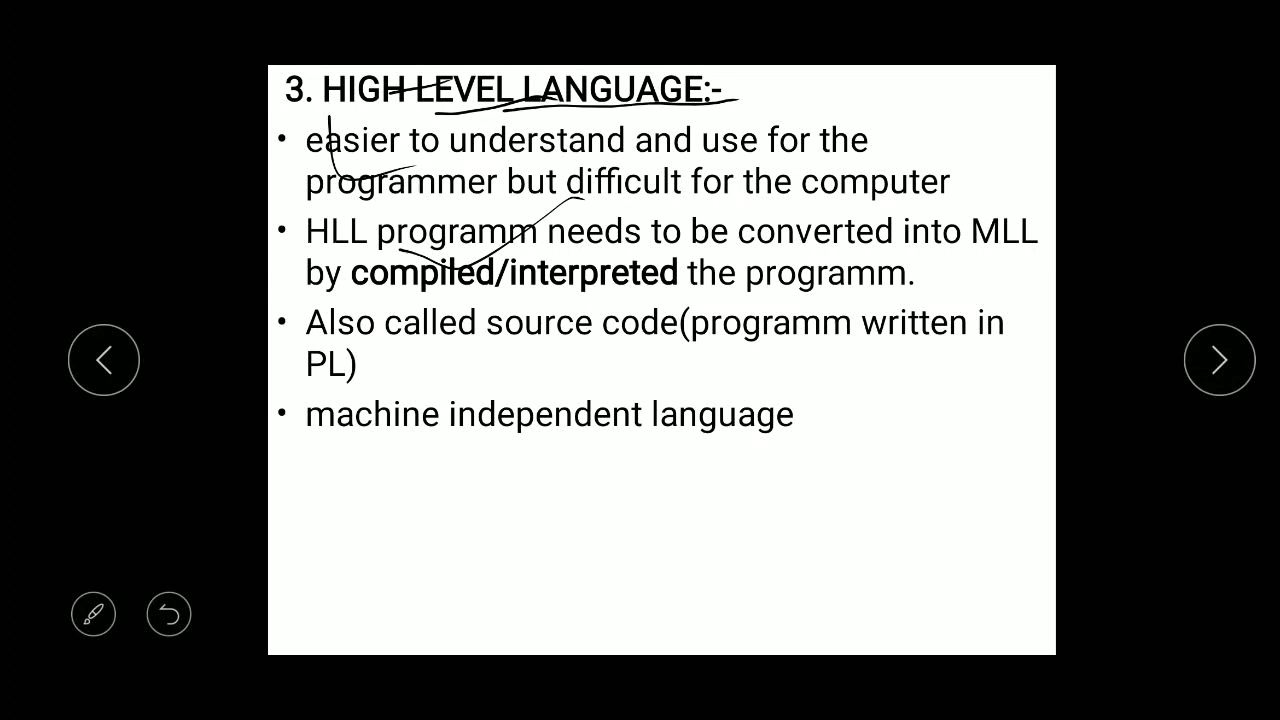 3. HIGH LEVEL LANGUAGE:-
• easier to understand and use for the
programmer but difficult for the computer
• HLL programm needs to be converted into MLL
by compiled/interpreted the programm.
• Also called source code(programm written in
PL)
• machine independent language